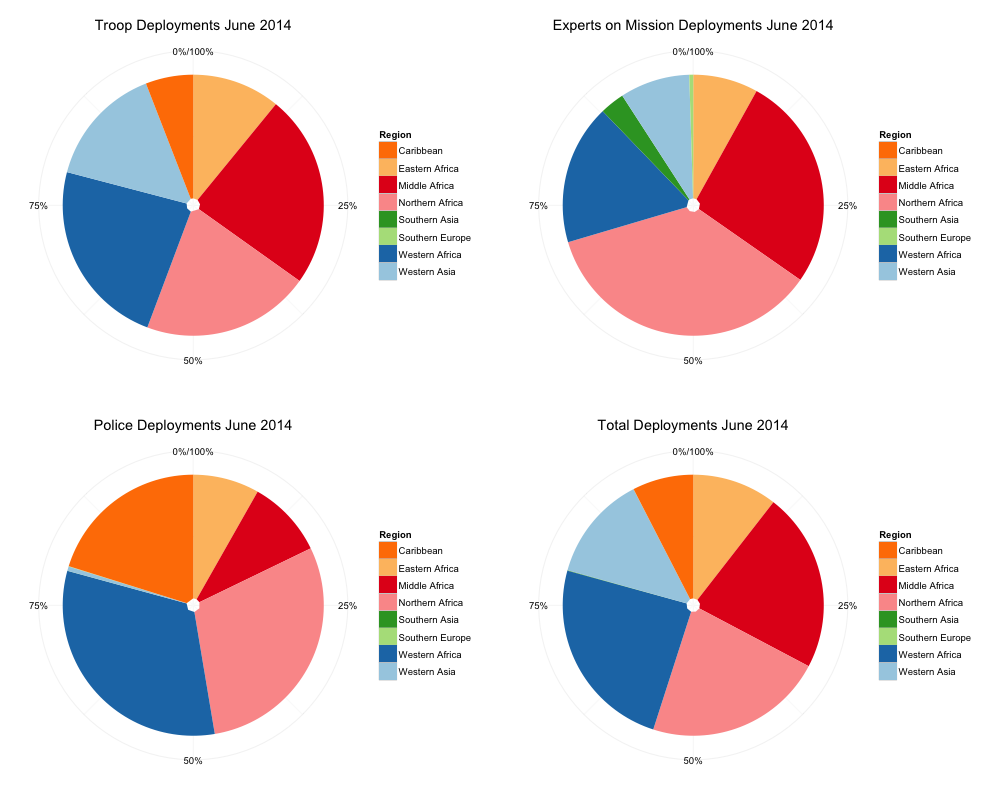 Troop Deployments June 2014
0%/100%
25%
50%
75%
Region
Caribbean
Eastern Africa
Middle Africa
Northern Africa
Southern Asia
Southern Europe
Western Africa
Western Asia
Experts on Mission Deployments June 2014
0%/100%
25%
50%
75%
Region
Caribbean
Eastern Africa
Middle Africa
Northern Africa
Southern Asia
Southern Europe
Western Africa
Western Asia
Police Deployments June 2014
0%/100%
25%
50%
75%
Region
Caribbean
Eastern Africa
Middle Africa
Northern Africa
Southern Asia
Southern Europe
Western Africa
Western Asia
Total Deployments June 2014
0%/100%
25%
50%
75%
Region
Caribbean
Eastern Africa
Middle Africa
Northern Africa
Southern Asia
Southern Europe
Western Africa
Western Asia